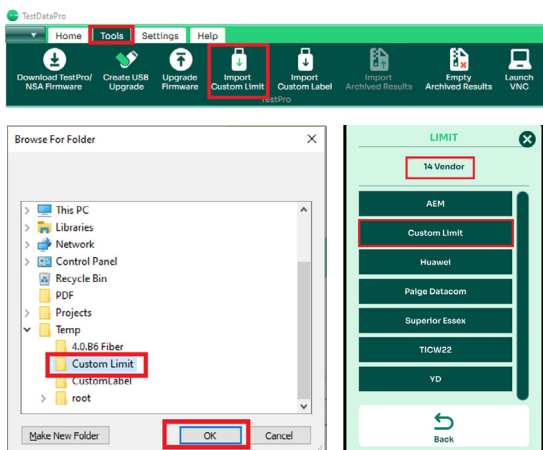 TestDataPro
Home Tools Settings Help
Download TestPro/ NSA Firmware
Create USB Upgrade
Upgrade Firmware
Import Custom Limit
Import Custom Label
Import Archived Results
Empty Archived Results
Launch VNC
TestPro
Browse For Folder
This PC
Libraries
Network
Control Panel
Recycle Bin
PDF
Projects
Temp
4.0.B6 Fiber
Custom Limit
CustomLabel
root
Make New Folder OK Cancel
LIMIT
14 Vendor
AEM
Custom Limit
Huawei
Paige Datacom
Superior Essex
TICW22
YD
Back